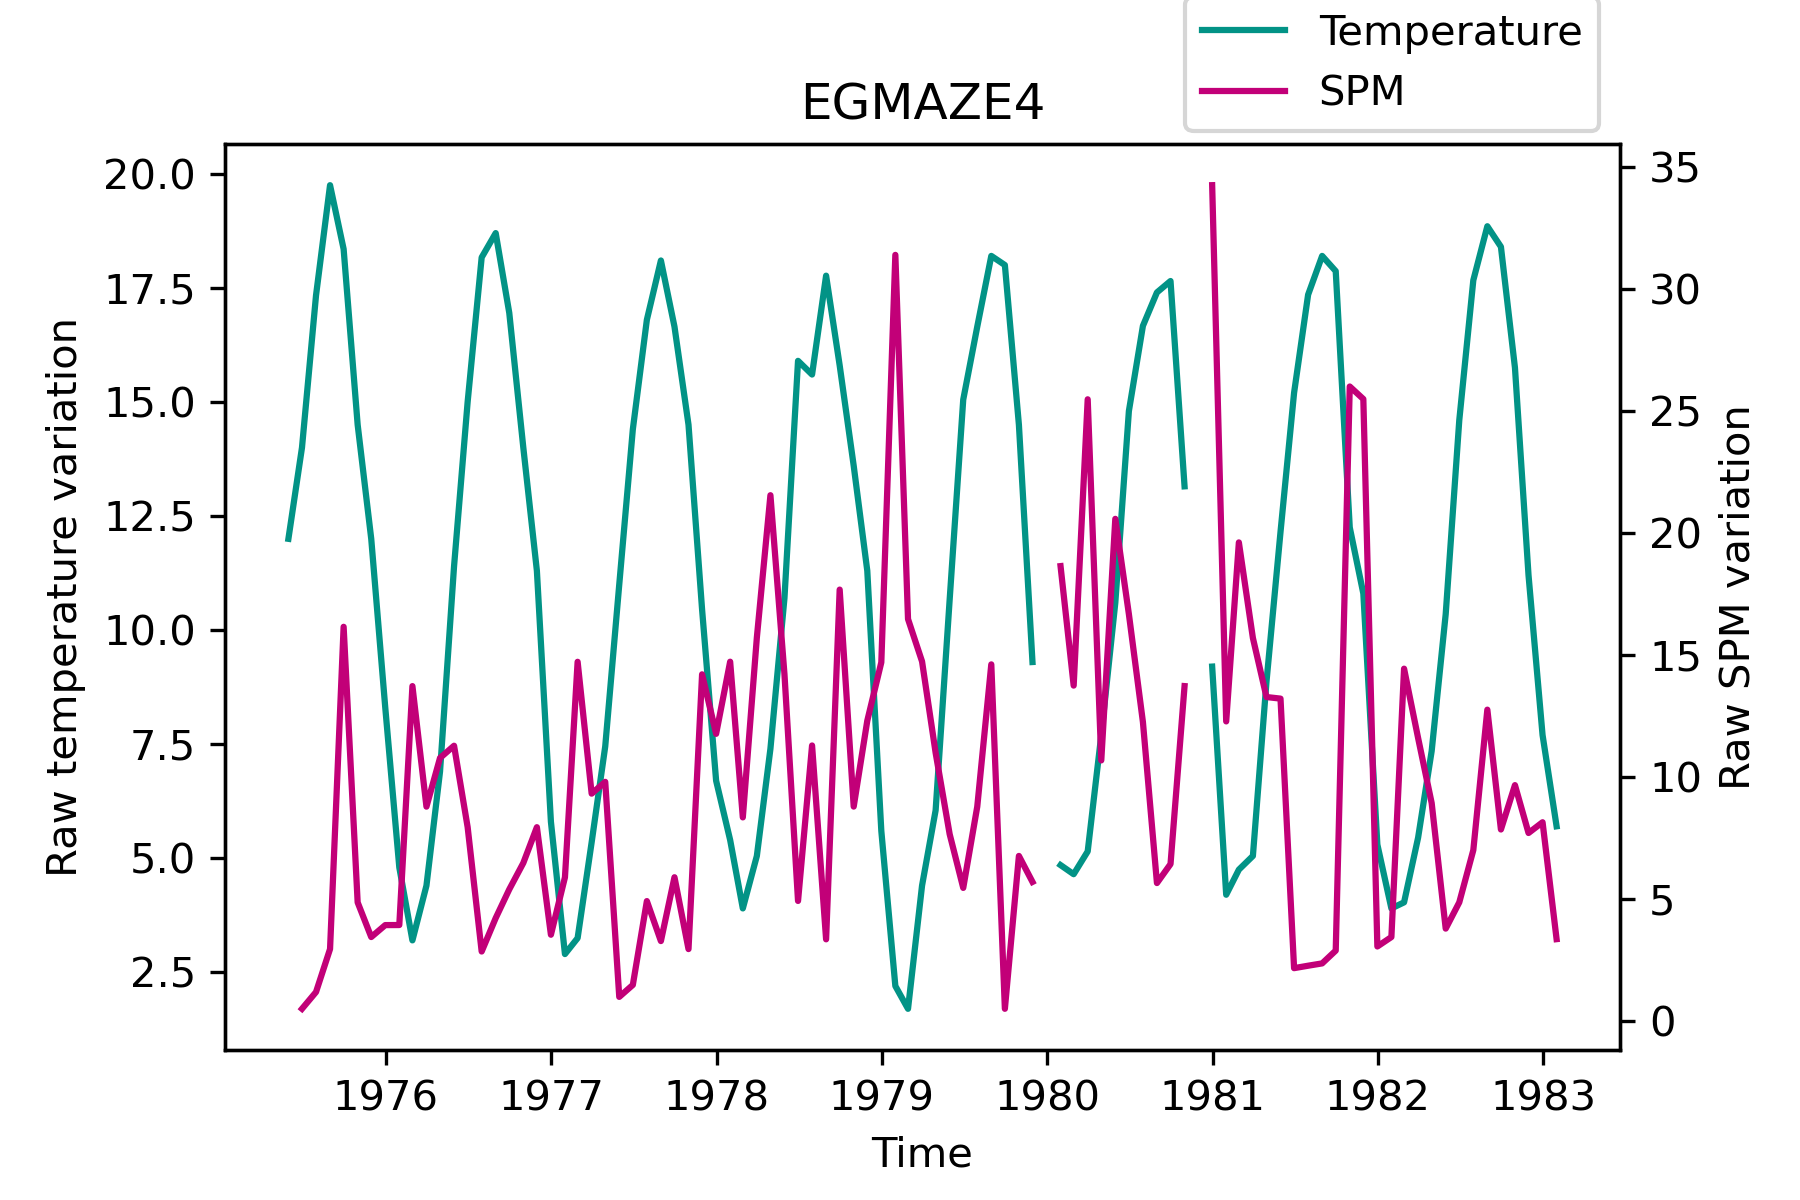 Temperature
SPM
EGMAZE4
Raw temperature variation
20.0
17.5
15.0
12.5
10.0
7.5
5.0
2.5
35
30
25
20
15
10
5
0
Raw SPM variation
1976 1977 1978 1979 1980 1981 1982 1983
Time